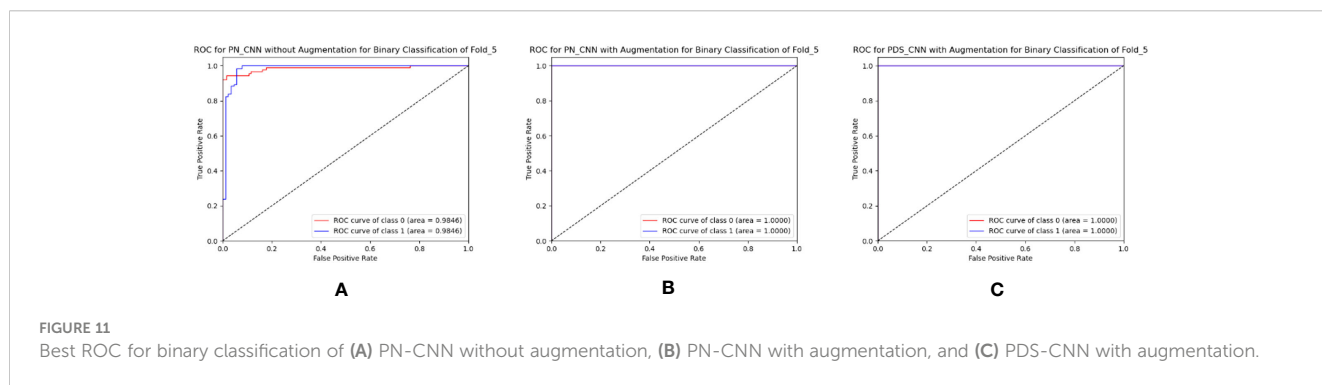 ROC for PN_CNN without Augmentation for Binary Classification of Fold_5
1.0
0.8
0.6
0.4
0.2
0.0
0.0 0.2 0.4 0.6 0.8 1.0
True Positive Rate
False Positive Rate
ROC curve of class 0 (area = 0.9846)
ROC curve of class 1 (area = 0.9846)
A
ROC for PN_CNN with Augmentation for Binary Classification of Fold_5
1.0
0.8
0.6
0.4
0.2
0.0
0.0 0.2 0.4 0.6 0.8 1.0
True Positive Rate
False Positive Rate
ROC curve of class 0 (area = 1.0000)
ROC curve of class 1 (area = 1.0000)
B
ROC for PDS_CNN with Augmentation for Binary Classification of Fold_5
1.0
0.8
0.6
0.4
0.2
0.0
0.0 0.2 0.4 0.6 0.8 1.0
True Positive Rate
False Positive Rate
ROC curve of class 0 (area = 1.0000)
ROC curve of class 1 (area = 1.0000)
C
FIGURE 11
Best ROC for binary classification of (A) PN-CNN without augmentation, (B) PN-CNN with augmentation, and (C) PDS-CNN with augmentation.